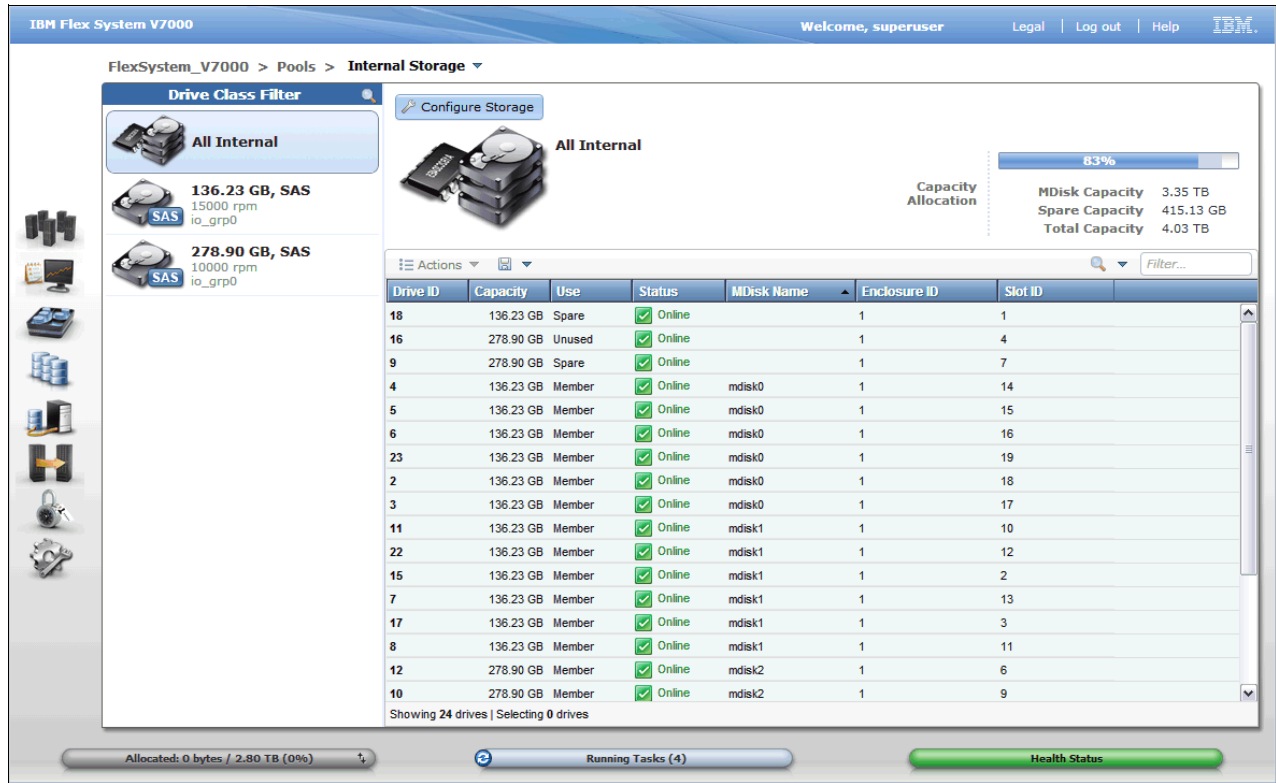 IBM Flex System V7000 Welcome, superuser Legal | Log out | Help IBM.
FlexSystem_V7000 > Pools > Internal Storage
Drive Class Filter
All Internal
136.23 GB, SAS
15000 rpm
io_grp0
SAS
278.90 GB, SAS
10000 rpm
io_grp0
SAS
Configure Storage
All Internal
Capacity Allocation
83%
MDisk Capacity 3.35 TB
Spare Capacity 415.13 GB
Total Capacity 4.03 TB
Actions Filter...
Drive ID Capacity Use Status MDisk Name Enclosure ID Slot ID
18 136.23 GB Spare Online 1 1
16 278.90 GB Unused Online 1 4
9 278.90 GB Spare Online 1 7
4 136.23 GB Member Online mdisk0 1 14
5 136.23 GB Member Online mdisk0 1 15
6 136.23 GB Member Online mdisk0 1 16
23 136.23 GB Member Online mdisk0 1 19
2 136.23 GB Member Online mdisk0 1 18
3 136.23 GB Member Online mdisk0 1 17
11 136.23 GB Member Online mdisk1 1 10
22 136.23 GB Member Online mdisk1 1 12
15 136.23 GB Member Online mdisk1 1 2
7 136.23 GB Member Online mdisk1 1 13
17 136.23 GB Member Online mdisk1 1 3
8 136.23 GB Member Online mdisk1 1 11
12 278.90 GB Member Online mdisk2 1 6
10 278.90 GB Member Online mdisk2 1 9
Showing 24 drives | Selecting 0 drives
Allocated: 0 bytes / 2.80 TB (0%) Running Tasks (4) Health Status